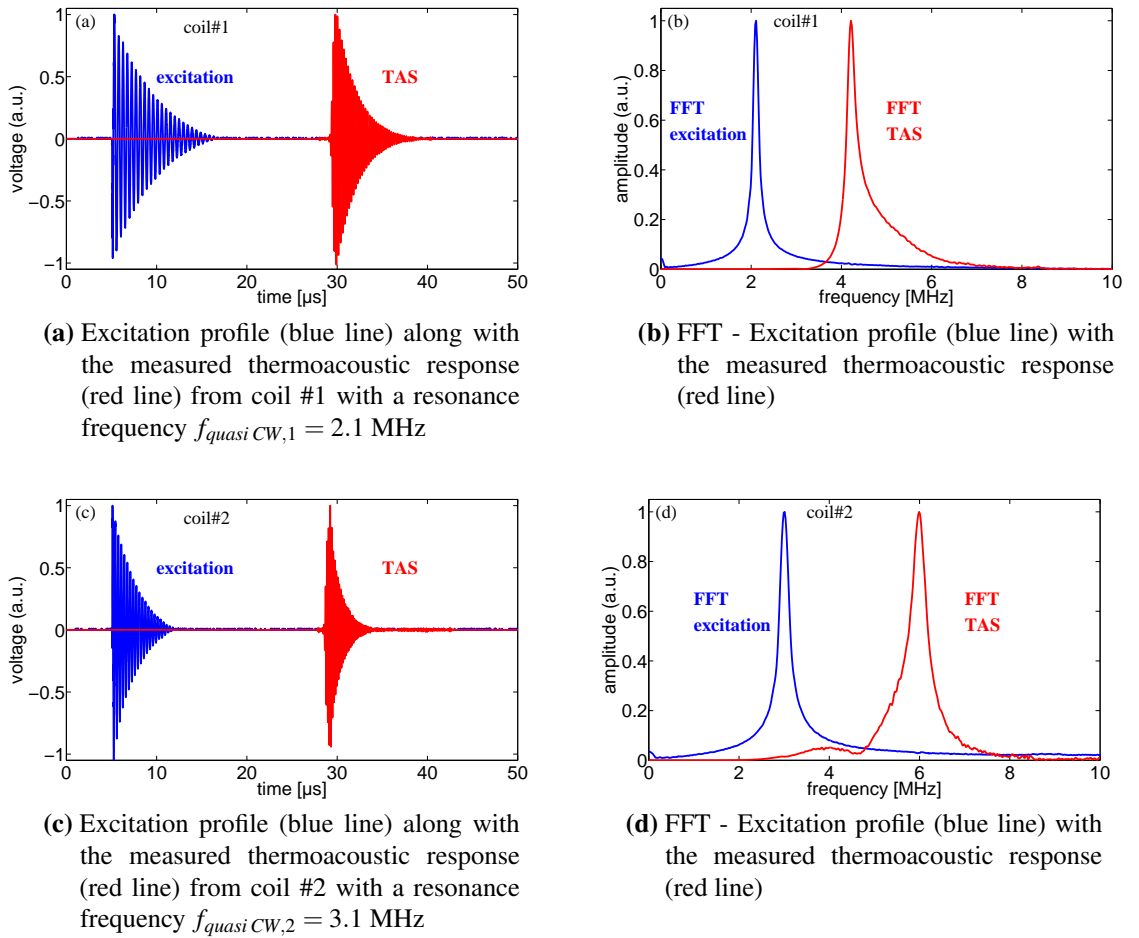 (a)
coil#1
excitation
TAS
voltage (a.u.)
1
0.5
0
−0.5
−1
0 10 20 30 40 50
time [µs]
(b)
coil#1
FFT
excitation
FFT
TAS
amplitude (a.u.)
1
0.8
0.6
0.4
0.2
0
0 2 4 6 8 10
frequency [MHz]
(a) Excitation profile (blue line) along with
the measured thermoacoustic response
(red line) from coil #1 with a resonance
frequency f_{quasi CW,1} = 2.1 MHz
(b) FFT - Excitation profile (blue line) with
the measured thermoacoustic response
(red line)
(c)
coil#2
excitation
TAS
voltage (a.u.)
1
0.5
0
−0.5
−1
0 10 20 30 40 50
time [µs]
(d)
coil#2
FFT
excitation
FFT
TAS
amplitude (a.u.)
1
0.8
0.6
0.4
0.2
0
0 2 4 6 8 10
frequency [MHz]
(c) Excitation profile (blue line) along with
the measured thermoacoustic response
(red line) from coil #2 with a resonance
frequency f_{quasi CW,2} = 3.1 MHz
(d) FFT - Excitation profile (blue line) with
the measured thermoacoustic response
(red line)